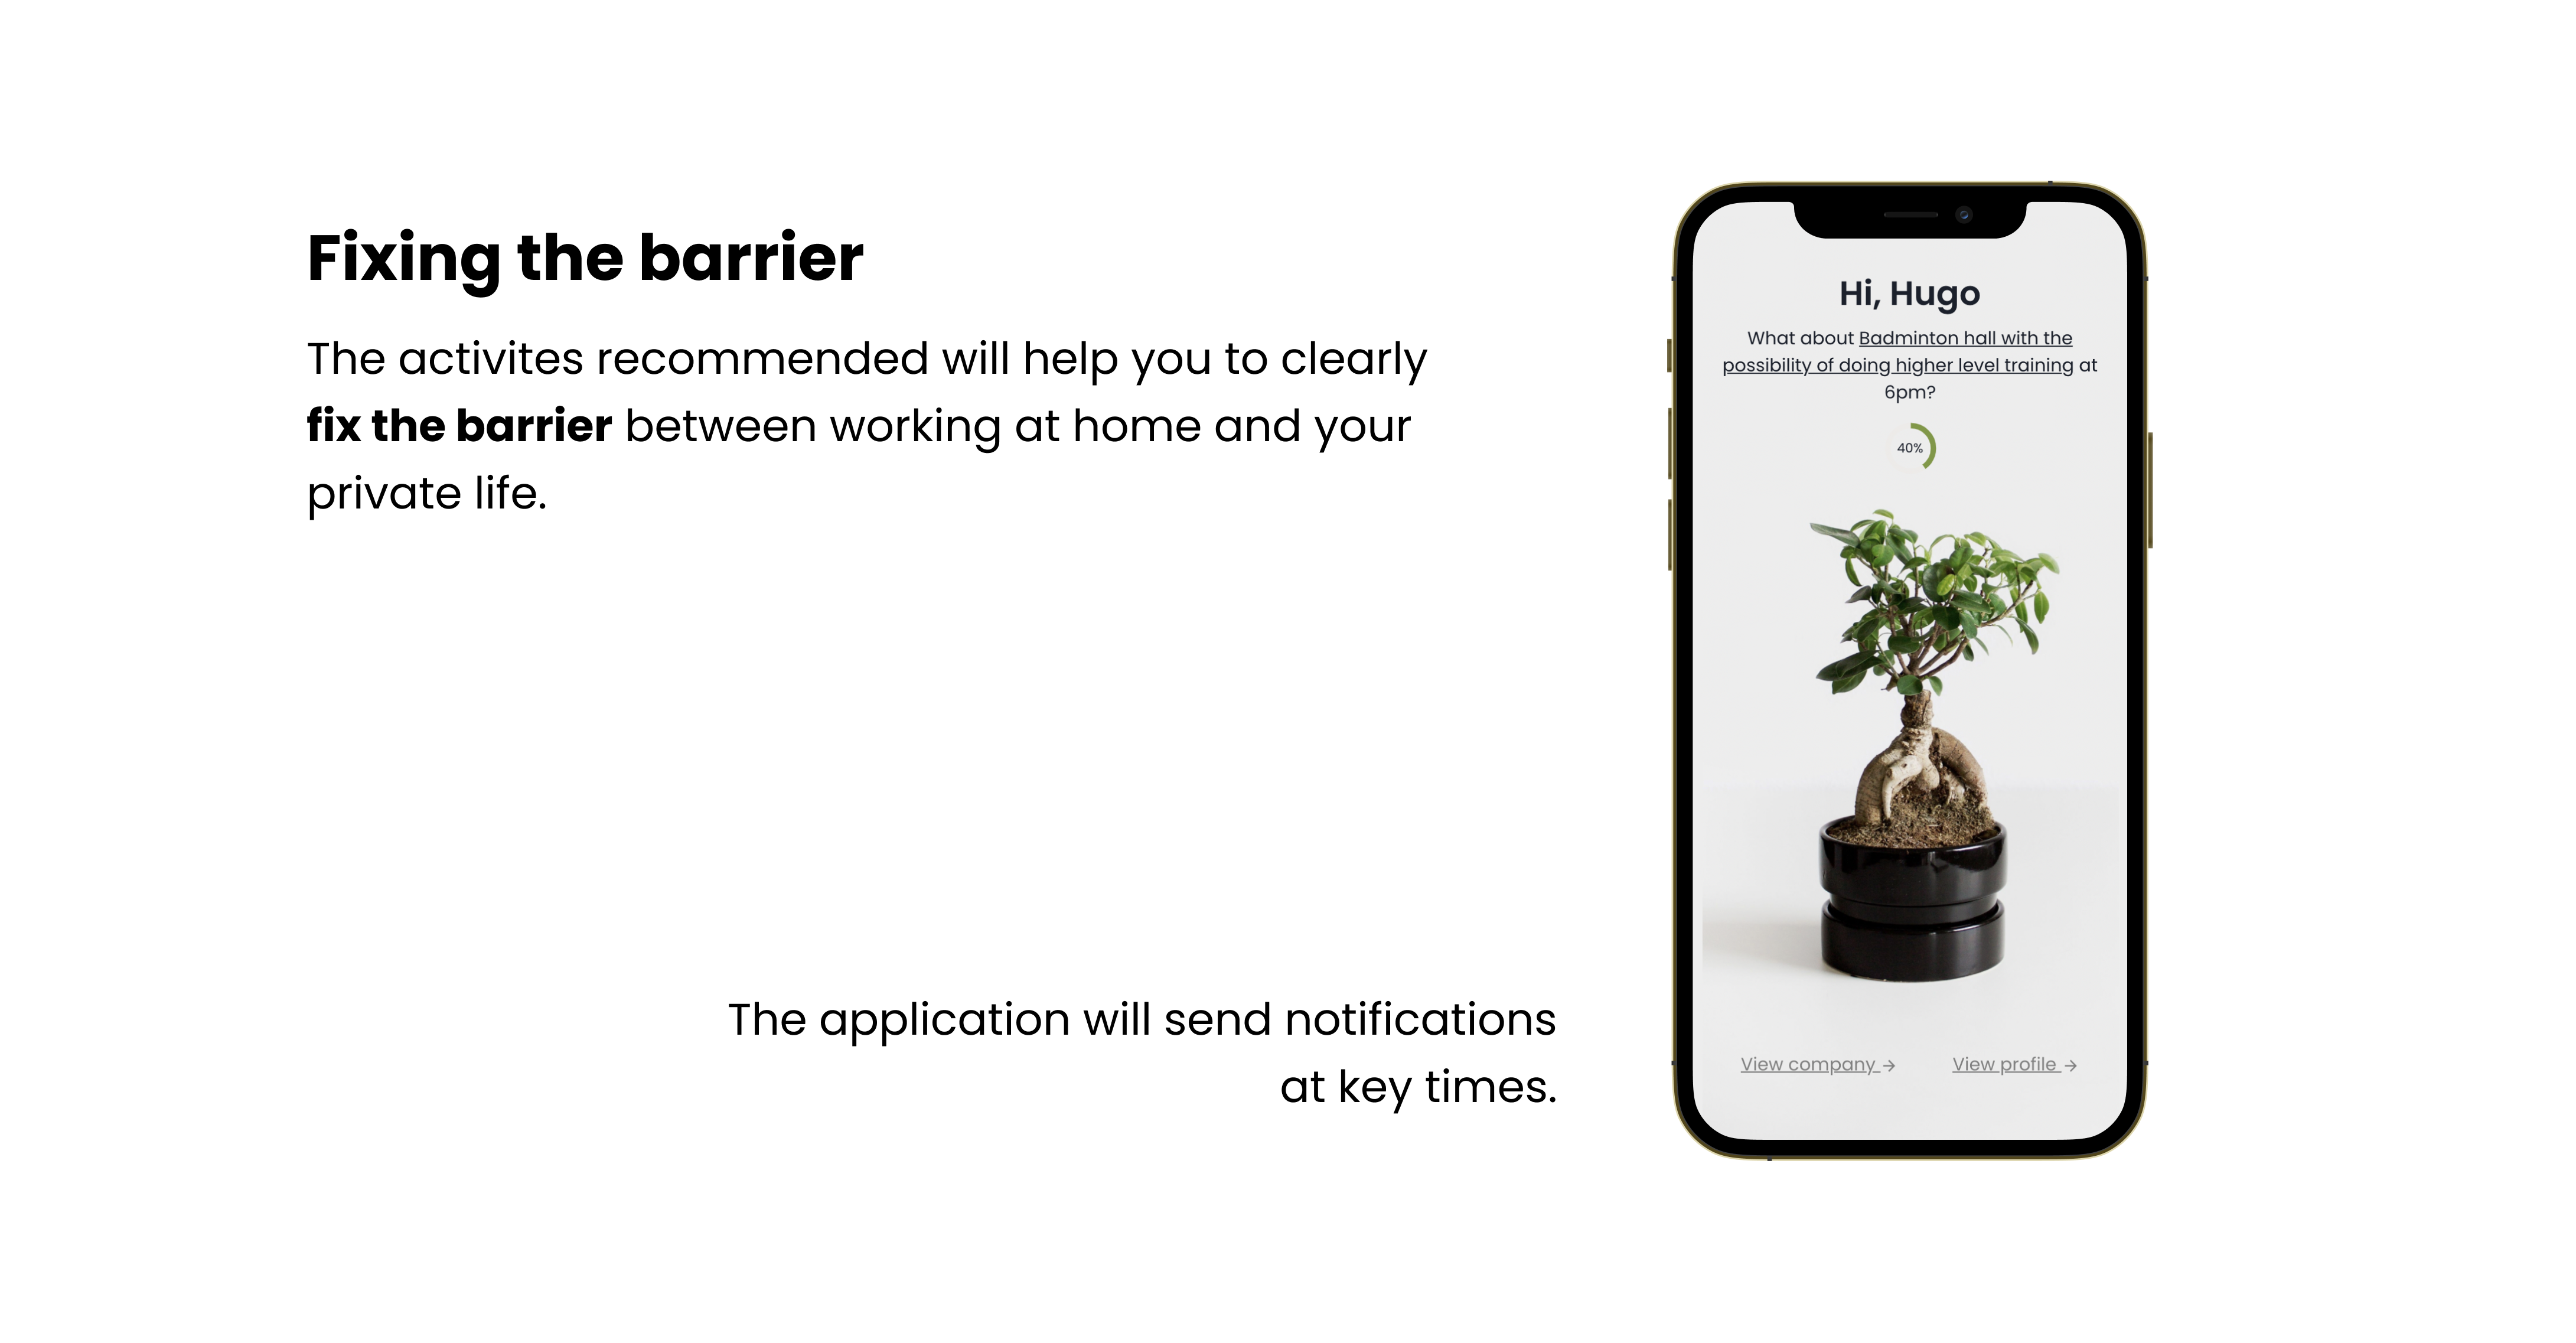 Fixing the barrier
The activites recommended will help you to clearly
fix the barrier between working at home and your
private life.
The application will send notifications
at key times.
Hi, Hugo
What about Badminton hall with the
possibility of doing higher level training at
6pm?
40%
View company →
View profile →